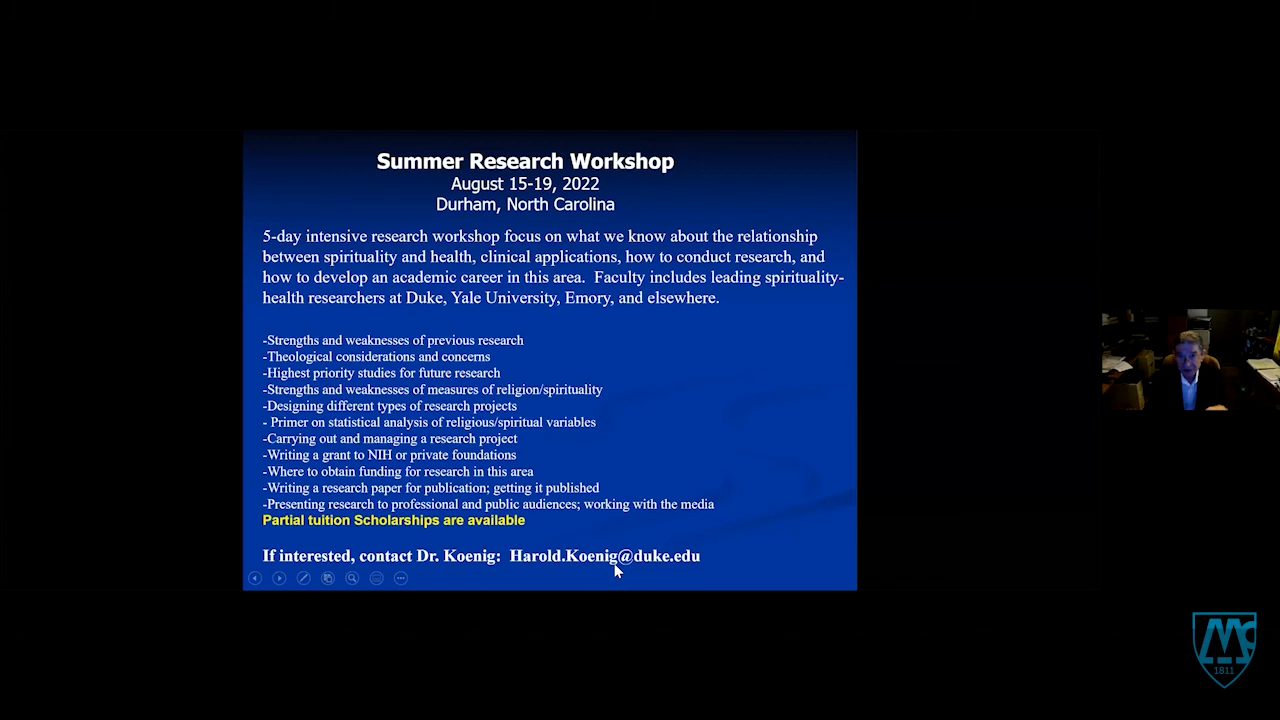 Summer Research Workshop
August 15-19, 2022
Durham, North Carolina
5-day intensive research workshop focus on what we know about the relationship
between spirituality and health, clinical applications, how to conduct research, and
how to develop an academic career in this area.  Faculty includes leading spirituality-
health researchers at Duke, Yale University, Emory, and elsewhere.
-Strengths and weaknesses of previous research
-Theological considerations and concerns
-Highest priority studies for future research
-Strengths and weaknesses of measures of religion/spirituality
-Designing different types of research projects
- Primer on statistical analysis of religious/spiritual variables
-Carrying out and managing a research project
-Writing a grant to NIH or private foundations
-Where to obtain funding for research in this area
-Writing a research paper for publication; getting it published
-Presenting research to professional and public audiences; working with the media
Partial tuition Scholarships are available
If interested, contact Dr. Koenig:  Harold.Koenig@duke.edu
Mc
1811